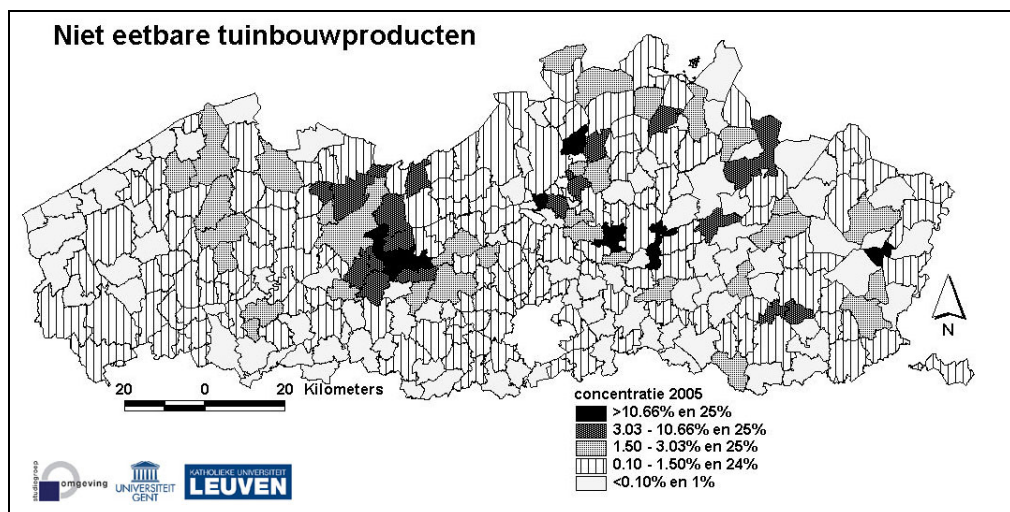 Niet eetbare tuinbouwproducten
N
20 0 20 Kilometers
concentratie 2005
>10.66% en 25%
3.03 - 10.66% en 25%
1.50 - 3.03% en 25%
0.10 - 1.50% en 24%
<0.10% en 1%
studiegroep omgeving
UNIVERSITEIT GENT
KATHOLIEKE UNIVERSITEIT
LEUVEN